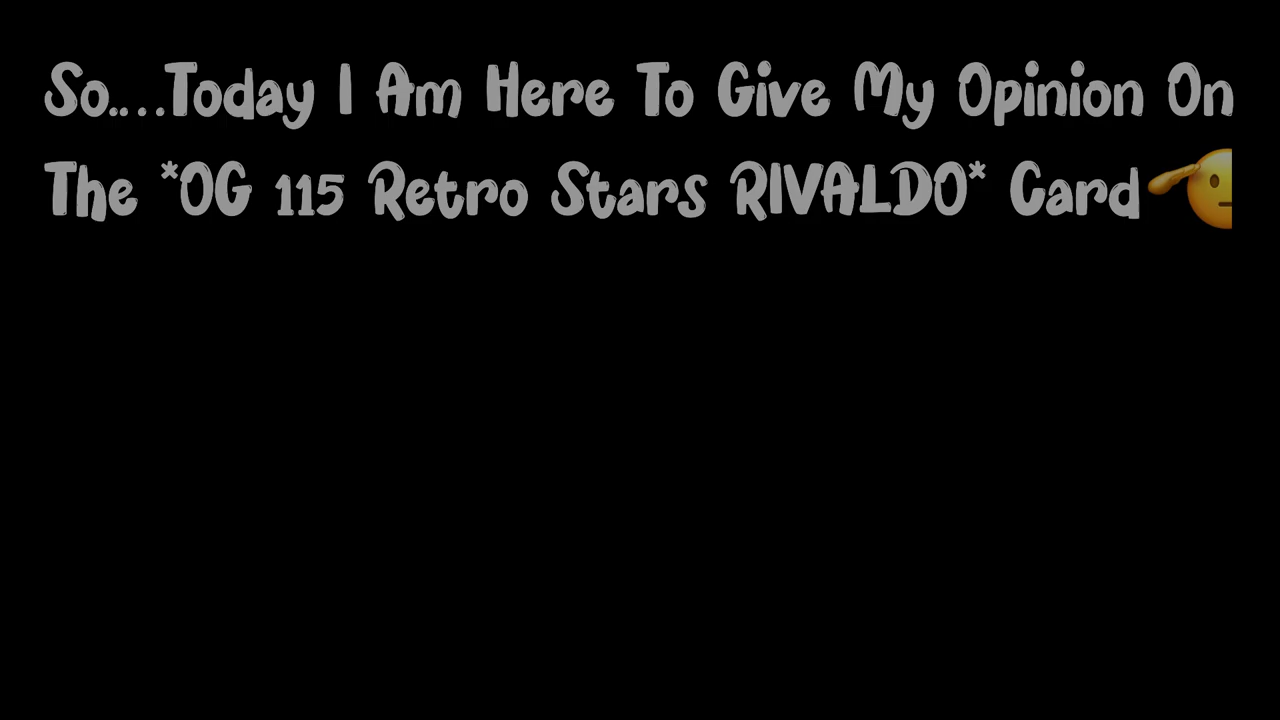 So....Today I Am Here To Give My Opinion On
The *OG 115 Retro Stars RIVALDO* Card🫡